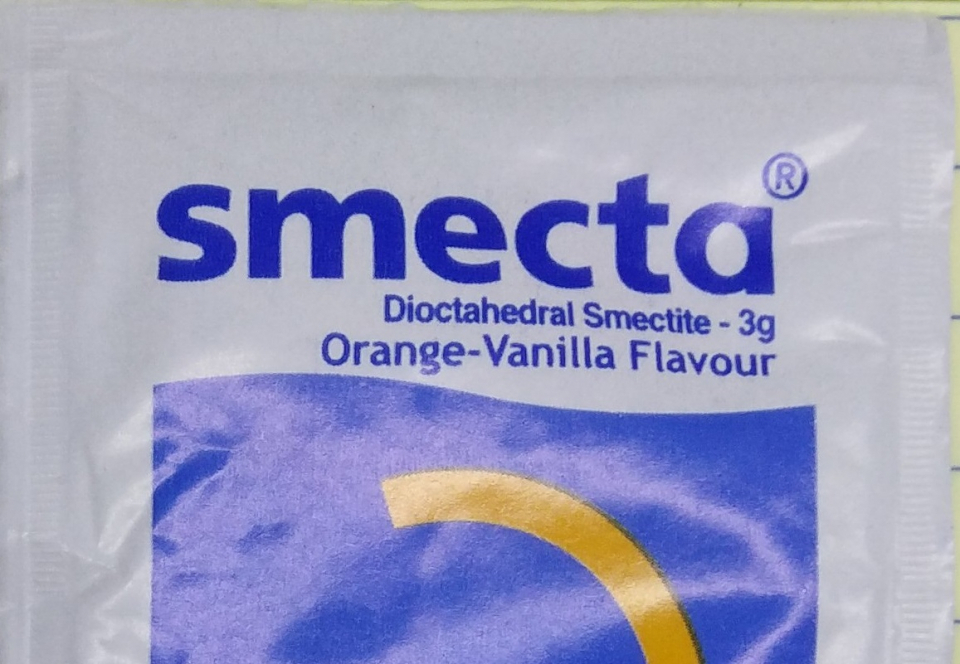 smecta®
Dioctahedral Smectite - 3g
Orange-Vanilla Flavour